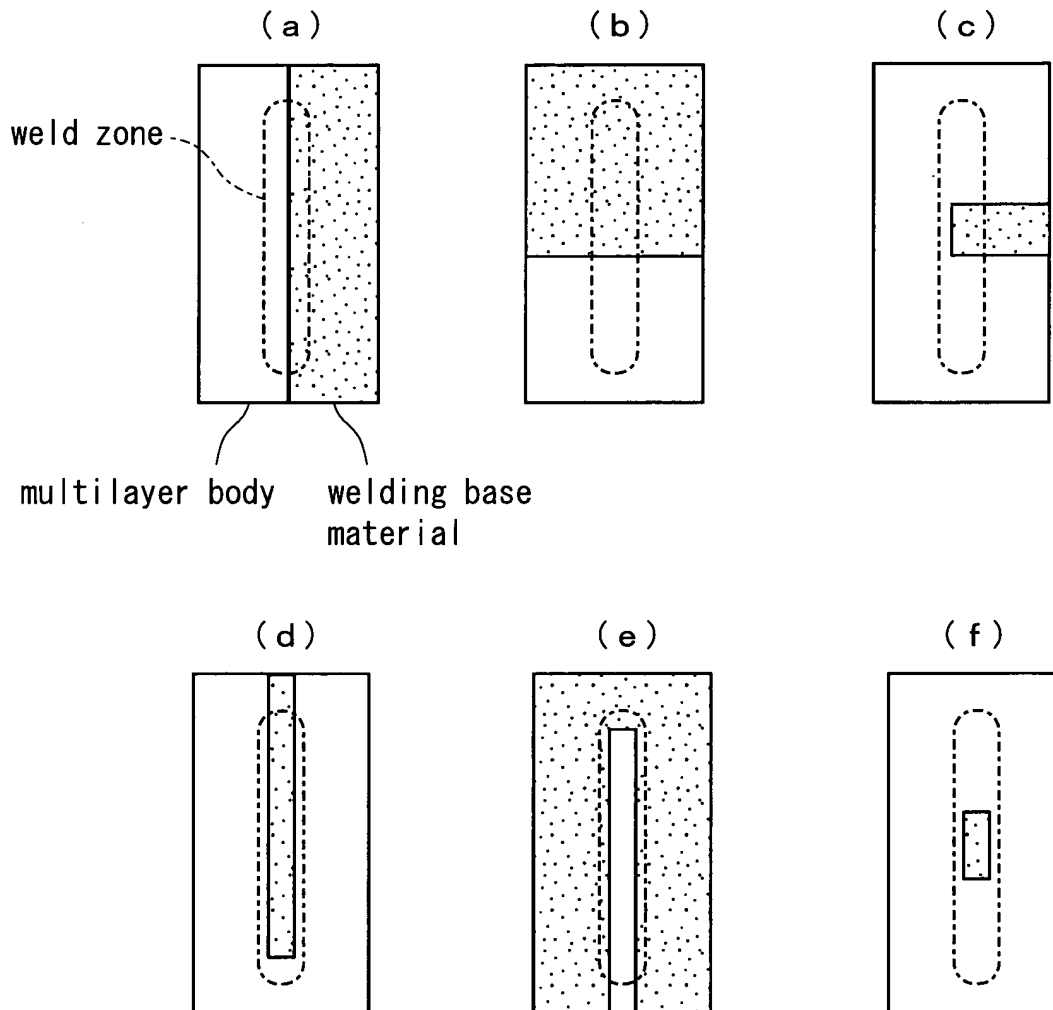 (a)
(b)
(c)
weld zone
multilayer body
welding base
material
(d)
(e)
(f)